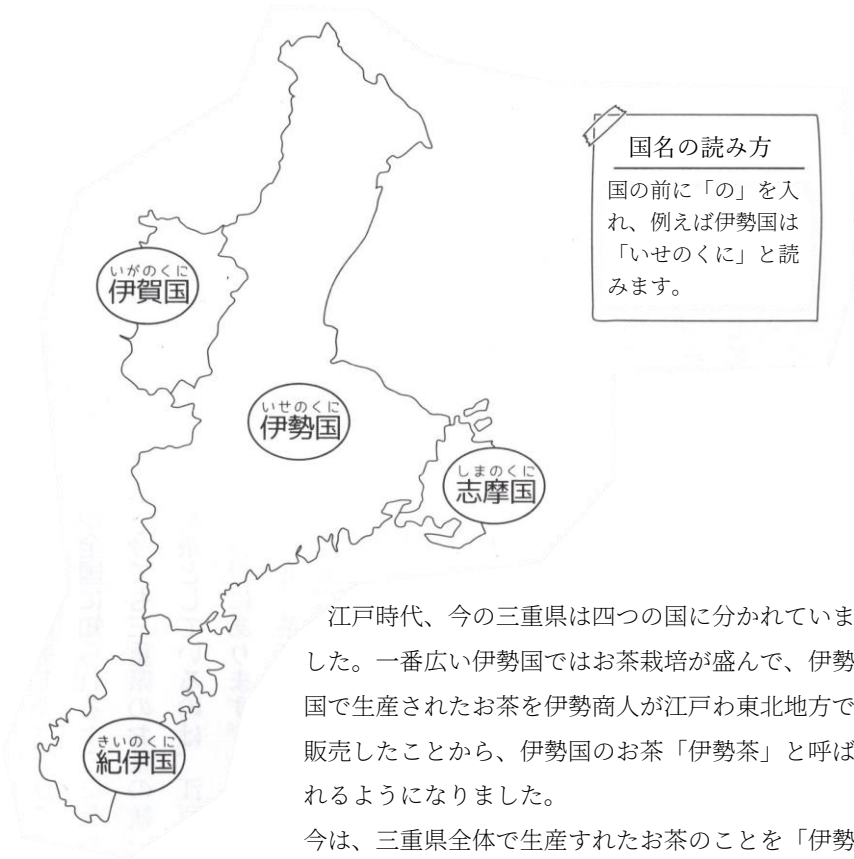 国名の読み方
国の前に「の」を入
れ、例えば伊勢国は
「いせのくに」と読
みます。
いがのくに
伊賀国
いせのくに
伊勢国
しまのくに
志摩国
きいのくに
紀伊国
江戸時代、今の三重県は四つの国に分かれていま
した。一番広い伊勢国ではお茶栽培が盛んで、伊勢
国で生産されたお茶を伊勢商人が江戸わ東北地方で
販売したことから、伊勢国のお茶「伊勢茶」と呼ば
れるようになりました。
今は、三重県全体で生産すれたお茶のことを「伊勢